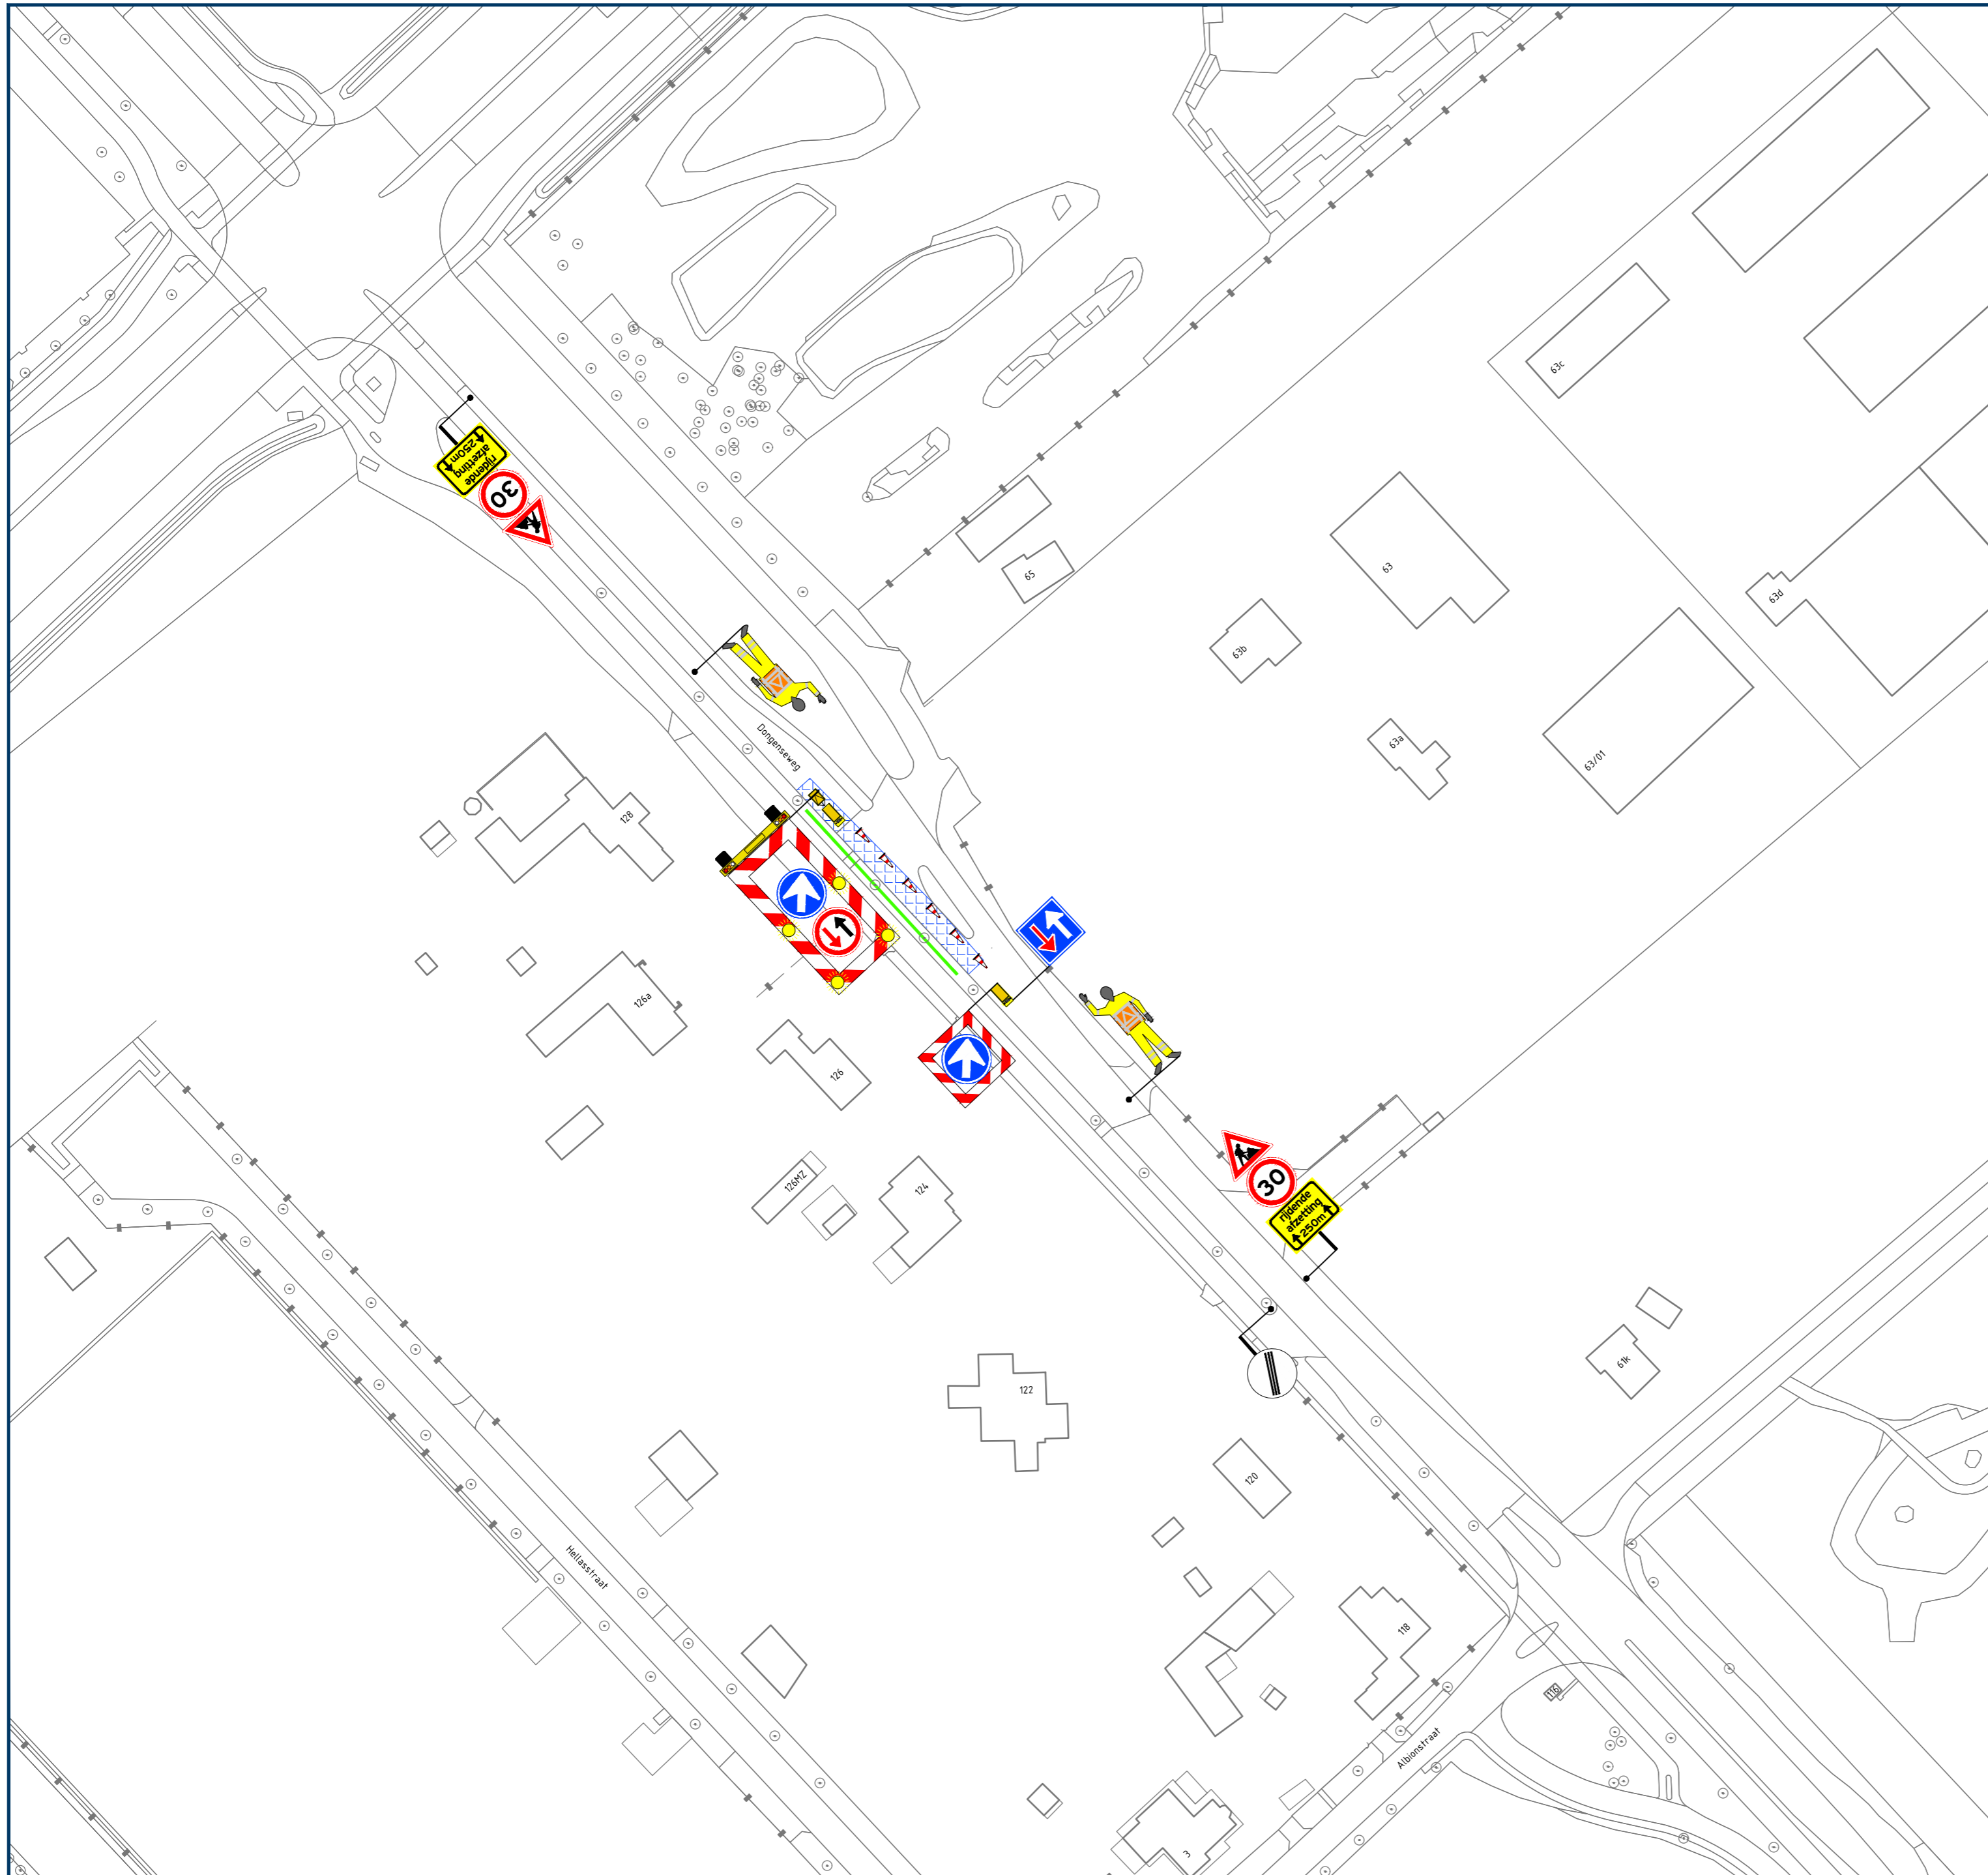 63c
rijdende
afzetting
250m
30
65
63
63d
63b
Dongenseweg
63a
63/01
128
126a
126
126MZ
124
30
rijdende
afzetting
250m
122
61k
120
Hellasstraat
118
116
Albionstraat
3